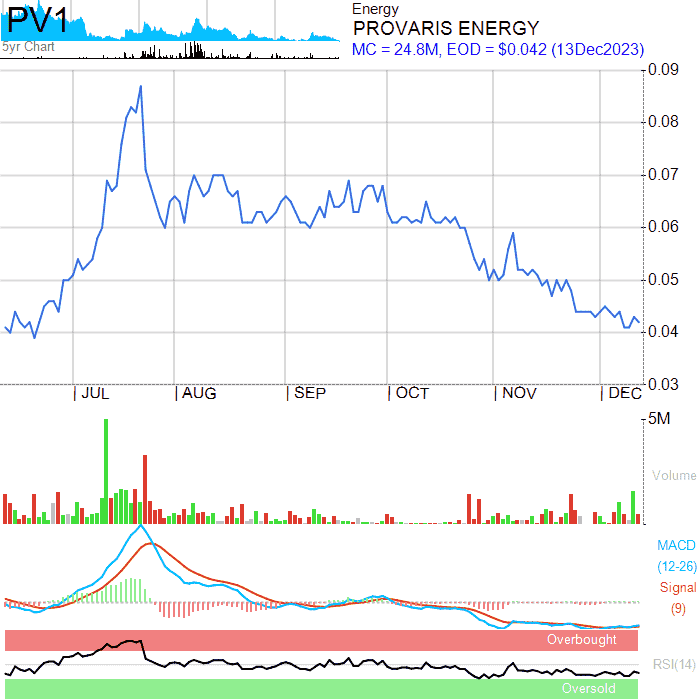 PV1
5yr Chart
Energy
PROVARIS ENERGY
MC = 24.8M, EOD = $0.042 (13Dec2023)
0.09
0.08
0.07
0.06
0.05
0.04
0.03
JUL AUG SEP OCT NOV DEC
5M
Volume
MACD
(12-26)
Signal
(9)
Overbought
RSI(14)
Oversold